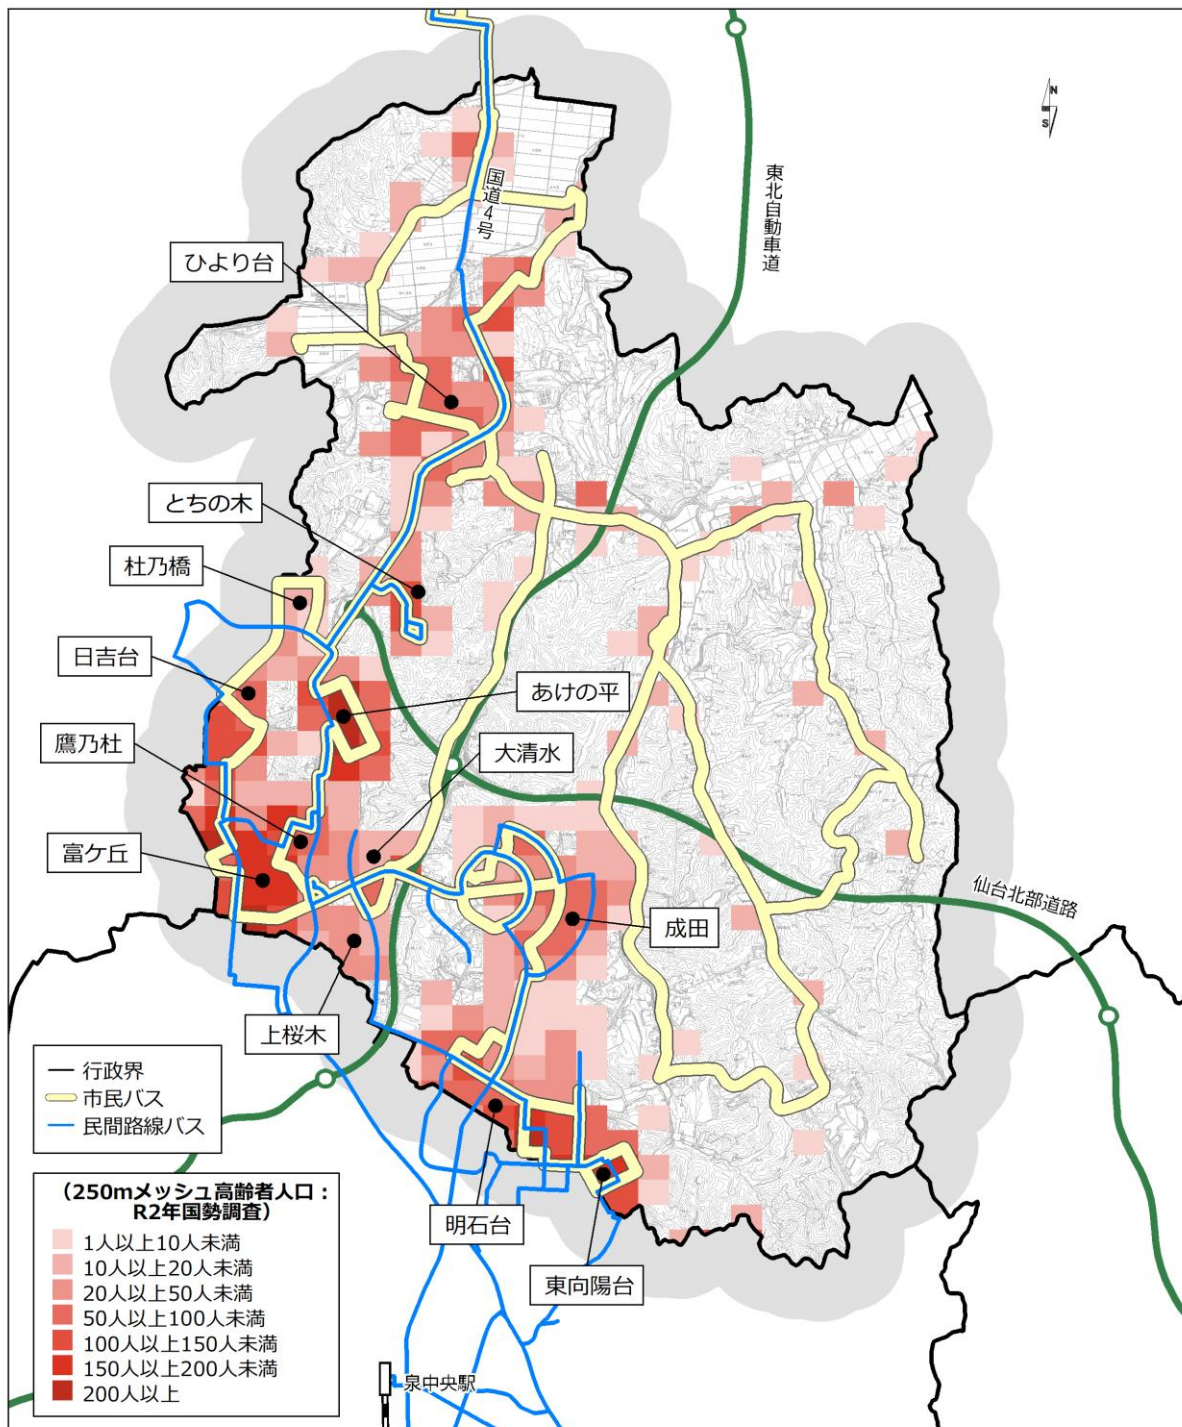 N
S
東北自動車道
国道4号
ひより台
とちの木
杜乃橋
日吉台
あけの平
鷹乃杜
大清水
富ケ丘
成田
仙台北部道路
上桜木
行政界
市民バス
民間路線バス
明石台
東向陽台
(250mメッシュ高齢者人口:
R2年国勢調査)
1人以上10人未満
10人以上20人未満
20人以上50人未満
50人以上100人未満
100人以上150人未満
150人以上200人未満
200人以上
泉中央駅